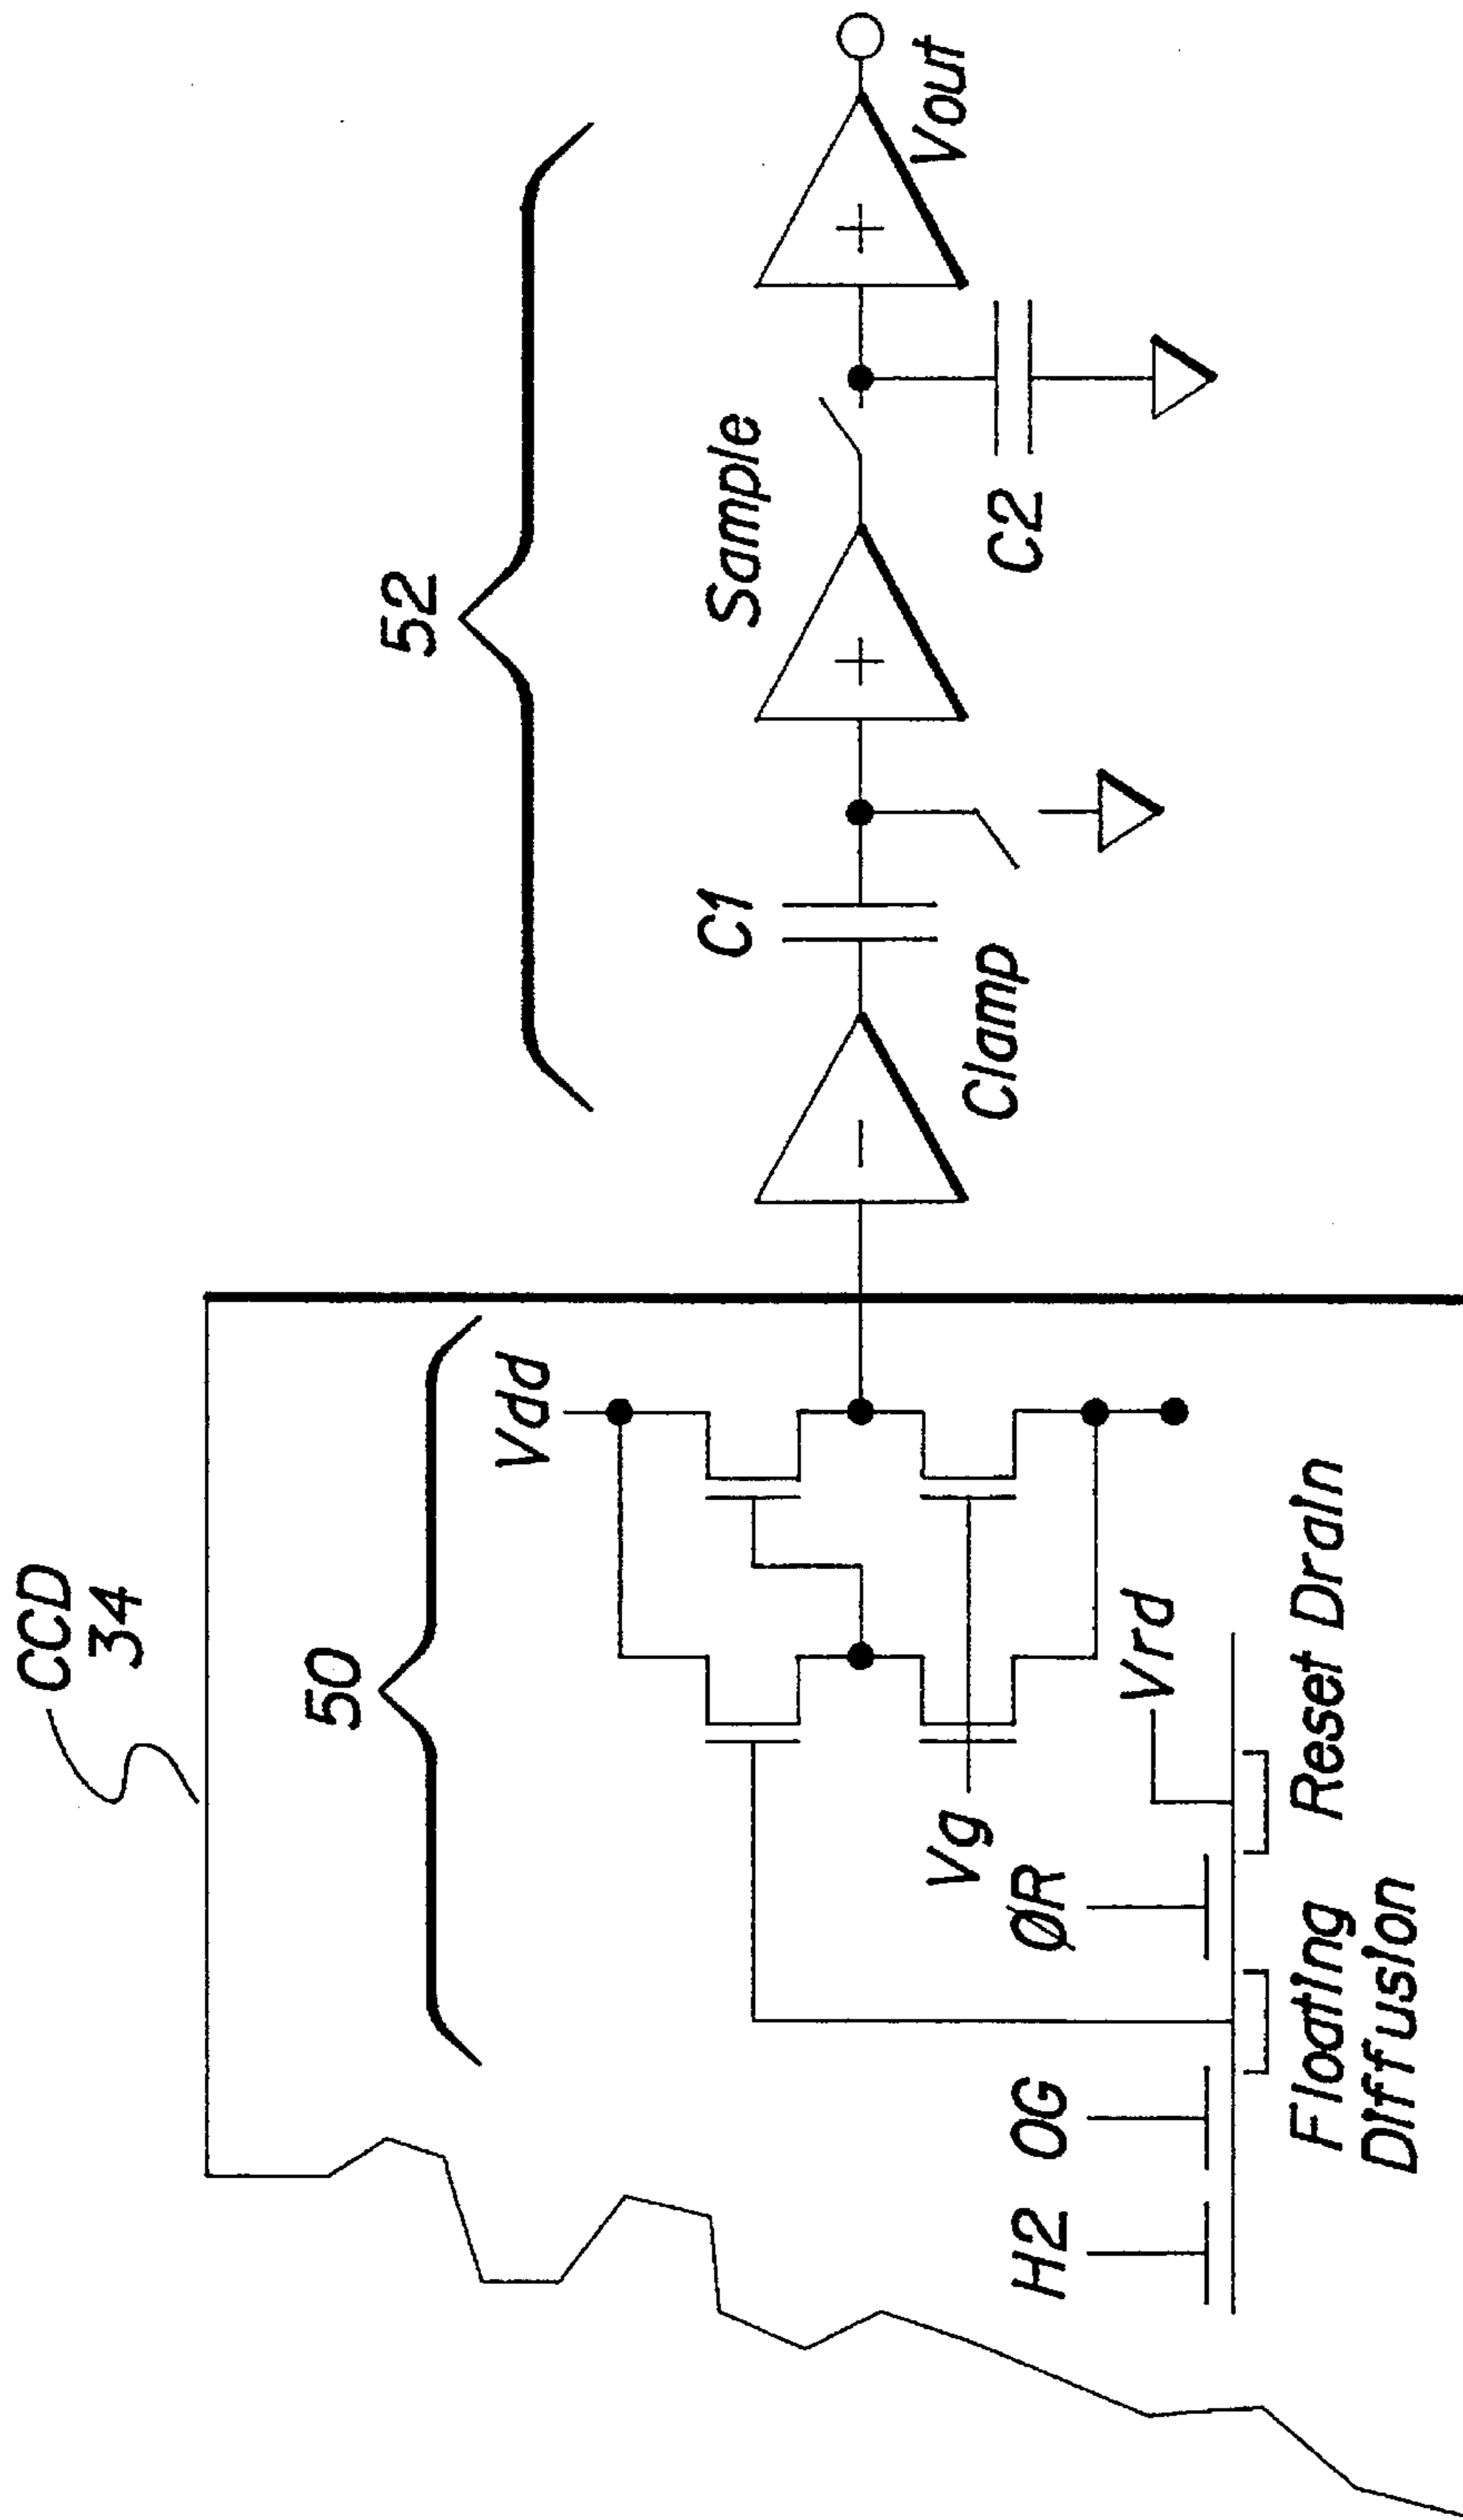 CCD
34
50
52
Vdd
C1
Sample
Vout
Clamp
C2
Vg
Vrd
H2
OG
ØR
Floating
Diffusion
Reset Drain